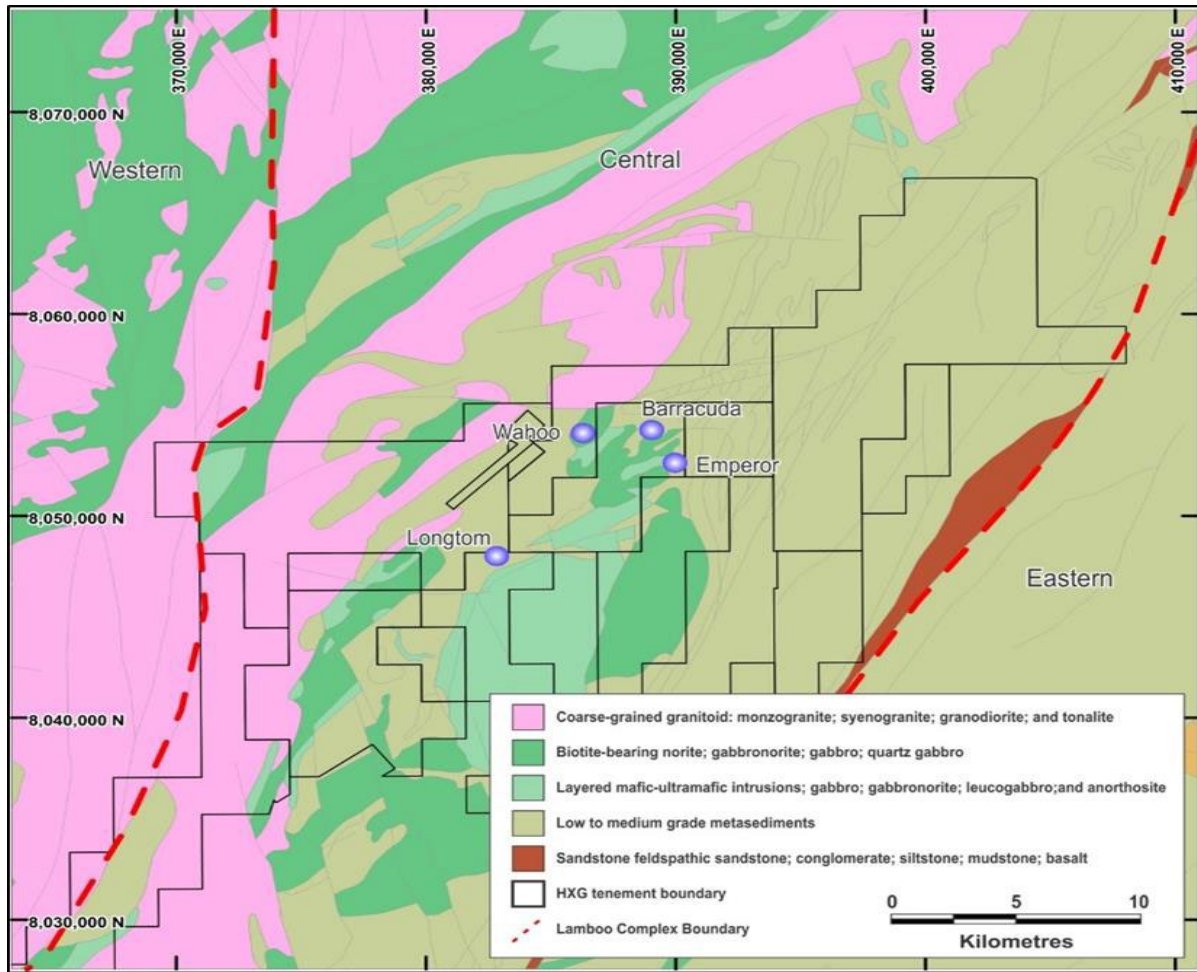 370,000 E
380,000 E
390,000 E
400,000 E
410,000 E
8,070,000 N
Western
Central
8,060,000 N
Barracuda
Wahoo
Emperor
8,050,000 N
Longtom
Eastern
8,040,000 N
Coarse-grained granitoid: monzogranite; syenogranite; granodiorite; and tonalite
Biotite-bearing norite; gabbronorite; gabbro; quartz gabbro
Layered mafic-ultramafic intrusions; gabbro; gabbronorite; leucogabbro;and anorthosite
Low to medium grade metasediments
Sandstone feldspathic sandstone; conglomerate; siltstone; mudstone; basalt
HXG tenement boundary
Lamboo Complex Boundary
0 5 10
Kilometres
8,030,000 N